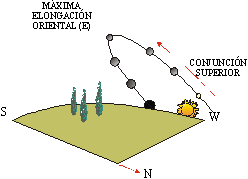 MÁXIMA
ELONGACIÓN
ORIENTAL (E)
CONJUNCIÓN
SUPERIOR
S
W
N